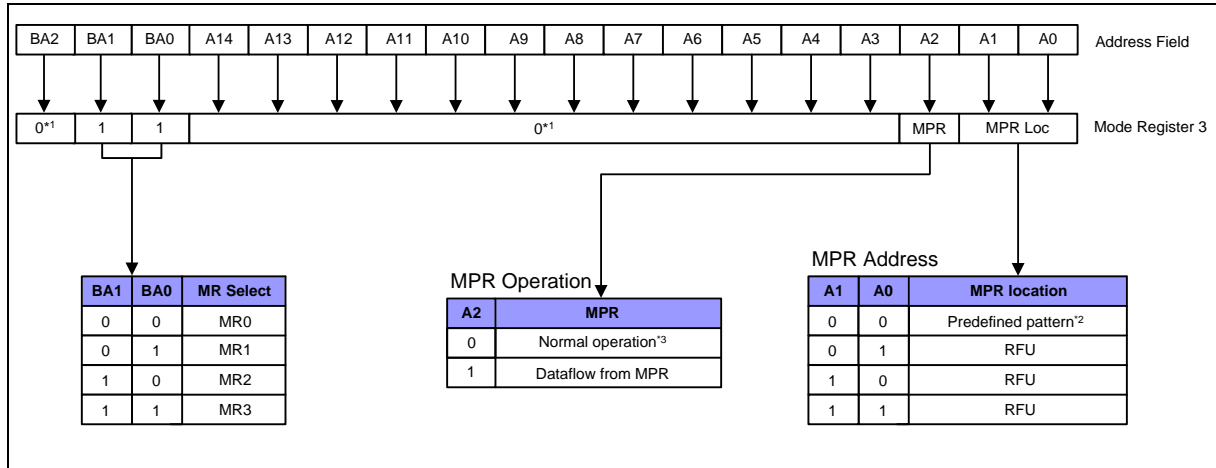 BA2 BA1 BA0 A14 A13 A12 A11 A10 A9 A8 A7 A6 A5 A4 A3 A2 A1 A0 Address Field
0*1 1 1 0*1 MPR MPR Loc Mode Register 3
BA1 BA0 MR Select
0 0 MR0
0 1 MR1
1 0 MR2
1 1 MR3
MPR Operation
A2 MPR
0 Normal operation*3
1 Dataflow from MPR
MPR Address
A1 A0 MPR location
0 0 Predefined pattern*2
0 1 RFU
1 0 RFU
1 1 RFU